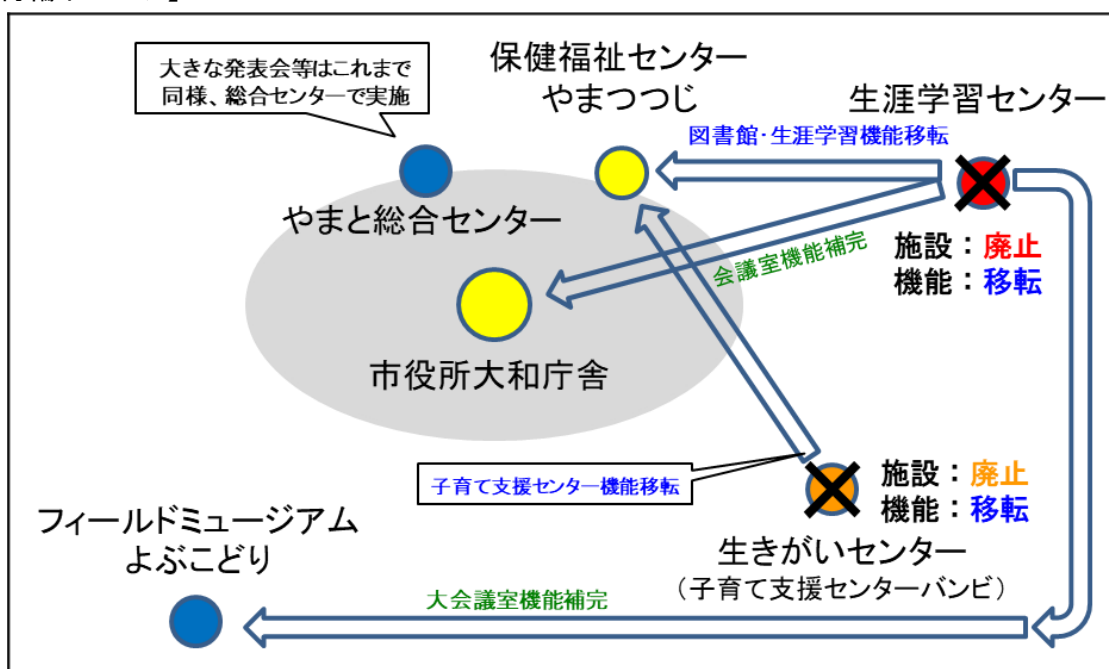 大きな発表会等はこれまで
同様、総合センターで実施
保健福祉センター
やまつつじ
生涯学習センター
図書館・生涯学習機能移転
やまと総合センター
会議室機能補完
施設：廃止
機能：移転
市役所大和庁舎
子育て支援センター機能移転
施設：廃止
機能：移転
フィールドミュージアム
よぶこどり
生きがいセンター
（子育て支援センターバンビ）
大会議室機能補完